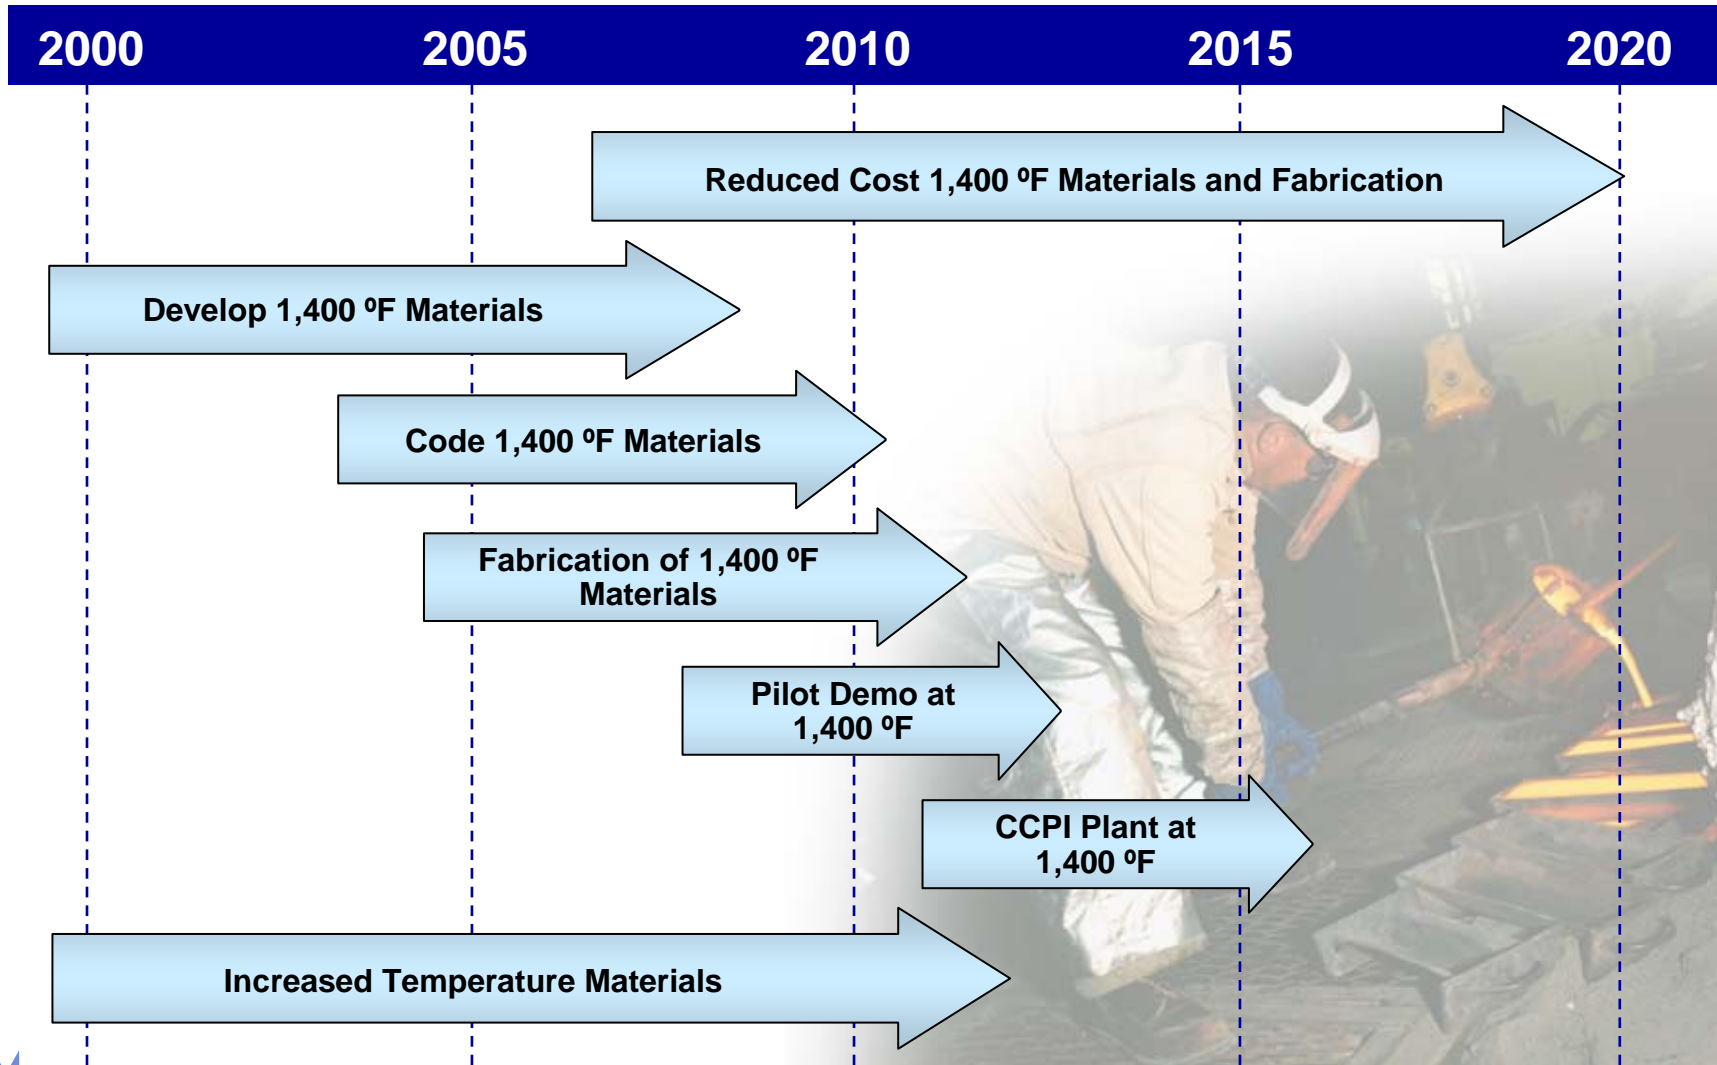 2000 2005 2010 2015 2020
Reduced Cost 1,400 ºF Materials and Fabrication
Develop 1,400 ºF Materials
Code 1,400 ºF Materials
Fabrication of 1,400 ºF
Materials
Pilot Demo at
1,400 ºF
CCPI Plant at
1,400 ºF
Increased Temperature Materials